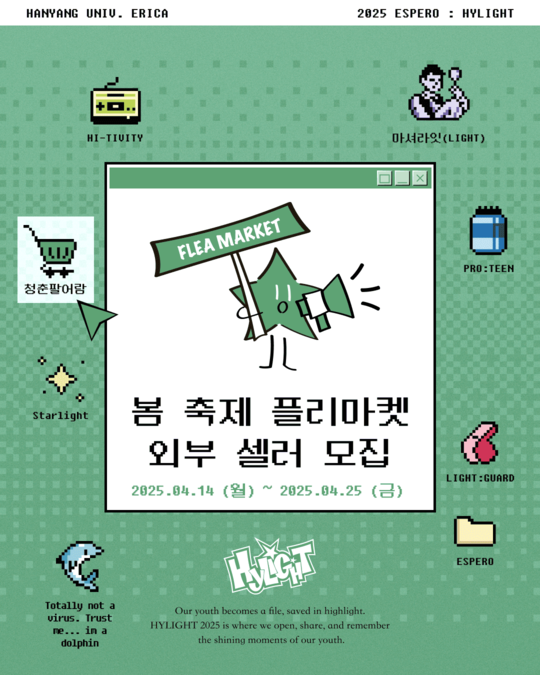 HANYANG UNIV. ERICA
2025 ESPERO : HYLIGHT
HI-TIVITY
마셔라잇(LIGHT)
청춘팔어랑
PRO:TEEN
FLEA MARKET
Starlight
봄 축제 플리마켓
외부 셀러 모집
2025.04.14 (월) ~ 2025.04.25 (금)
LIGHT:GUARD
ESPERO
Totally not a
virus. Trust
me... im a
dolphin
HyLIGHT
Our youth becomes a file, saved in highlight.
HYLIGHT 2025 is where we open, share, and remember
the shining moments of our youth.